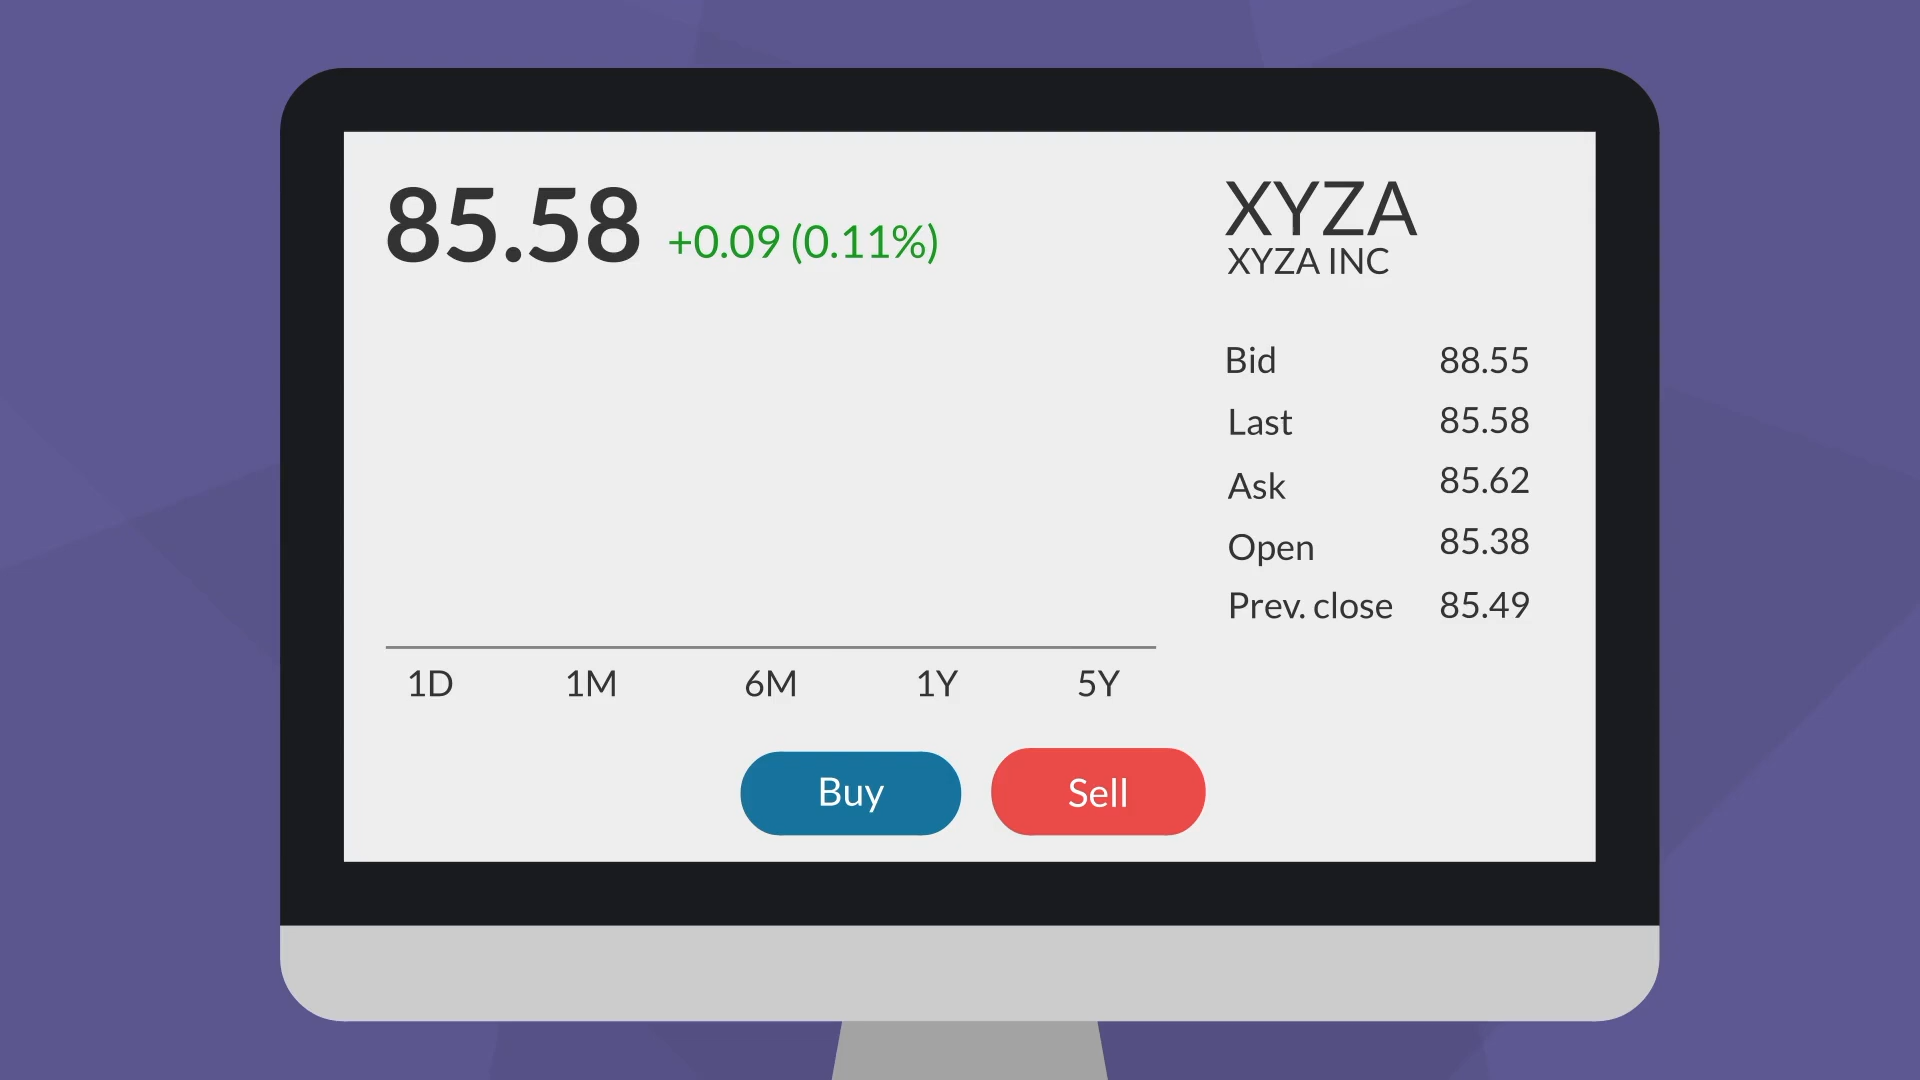 85.58 +0.09 (0.11%)
XYZA
XYZA INC
Bid 88.55
Last 85.58
Ask 85.62
Open 85.38
Prev. close 85.49
1D 1M 6M 1Y 5Y
Buy Sell